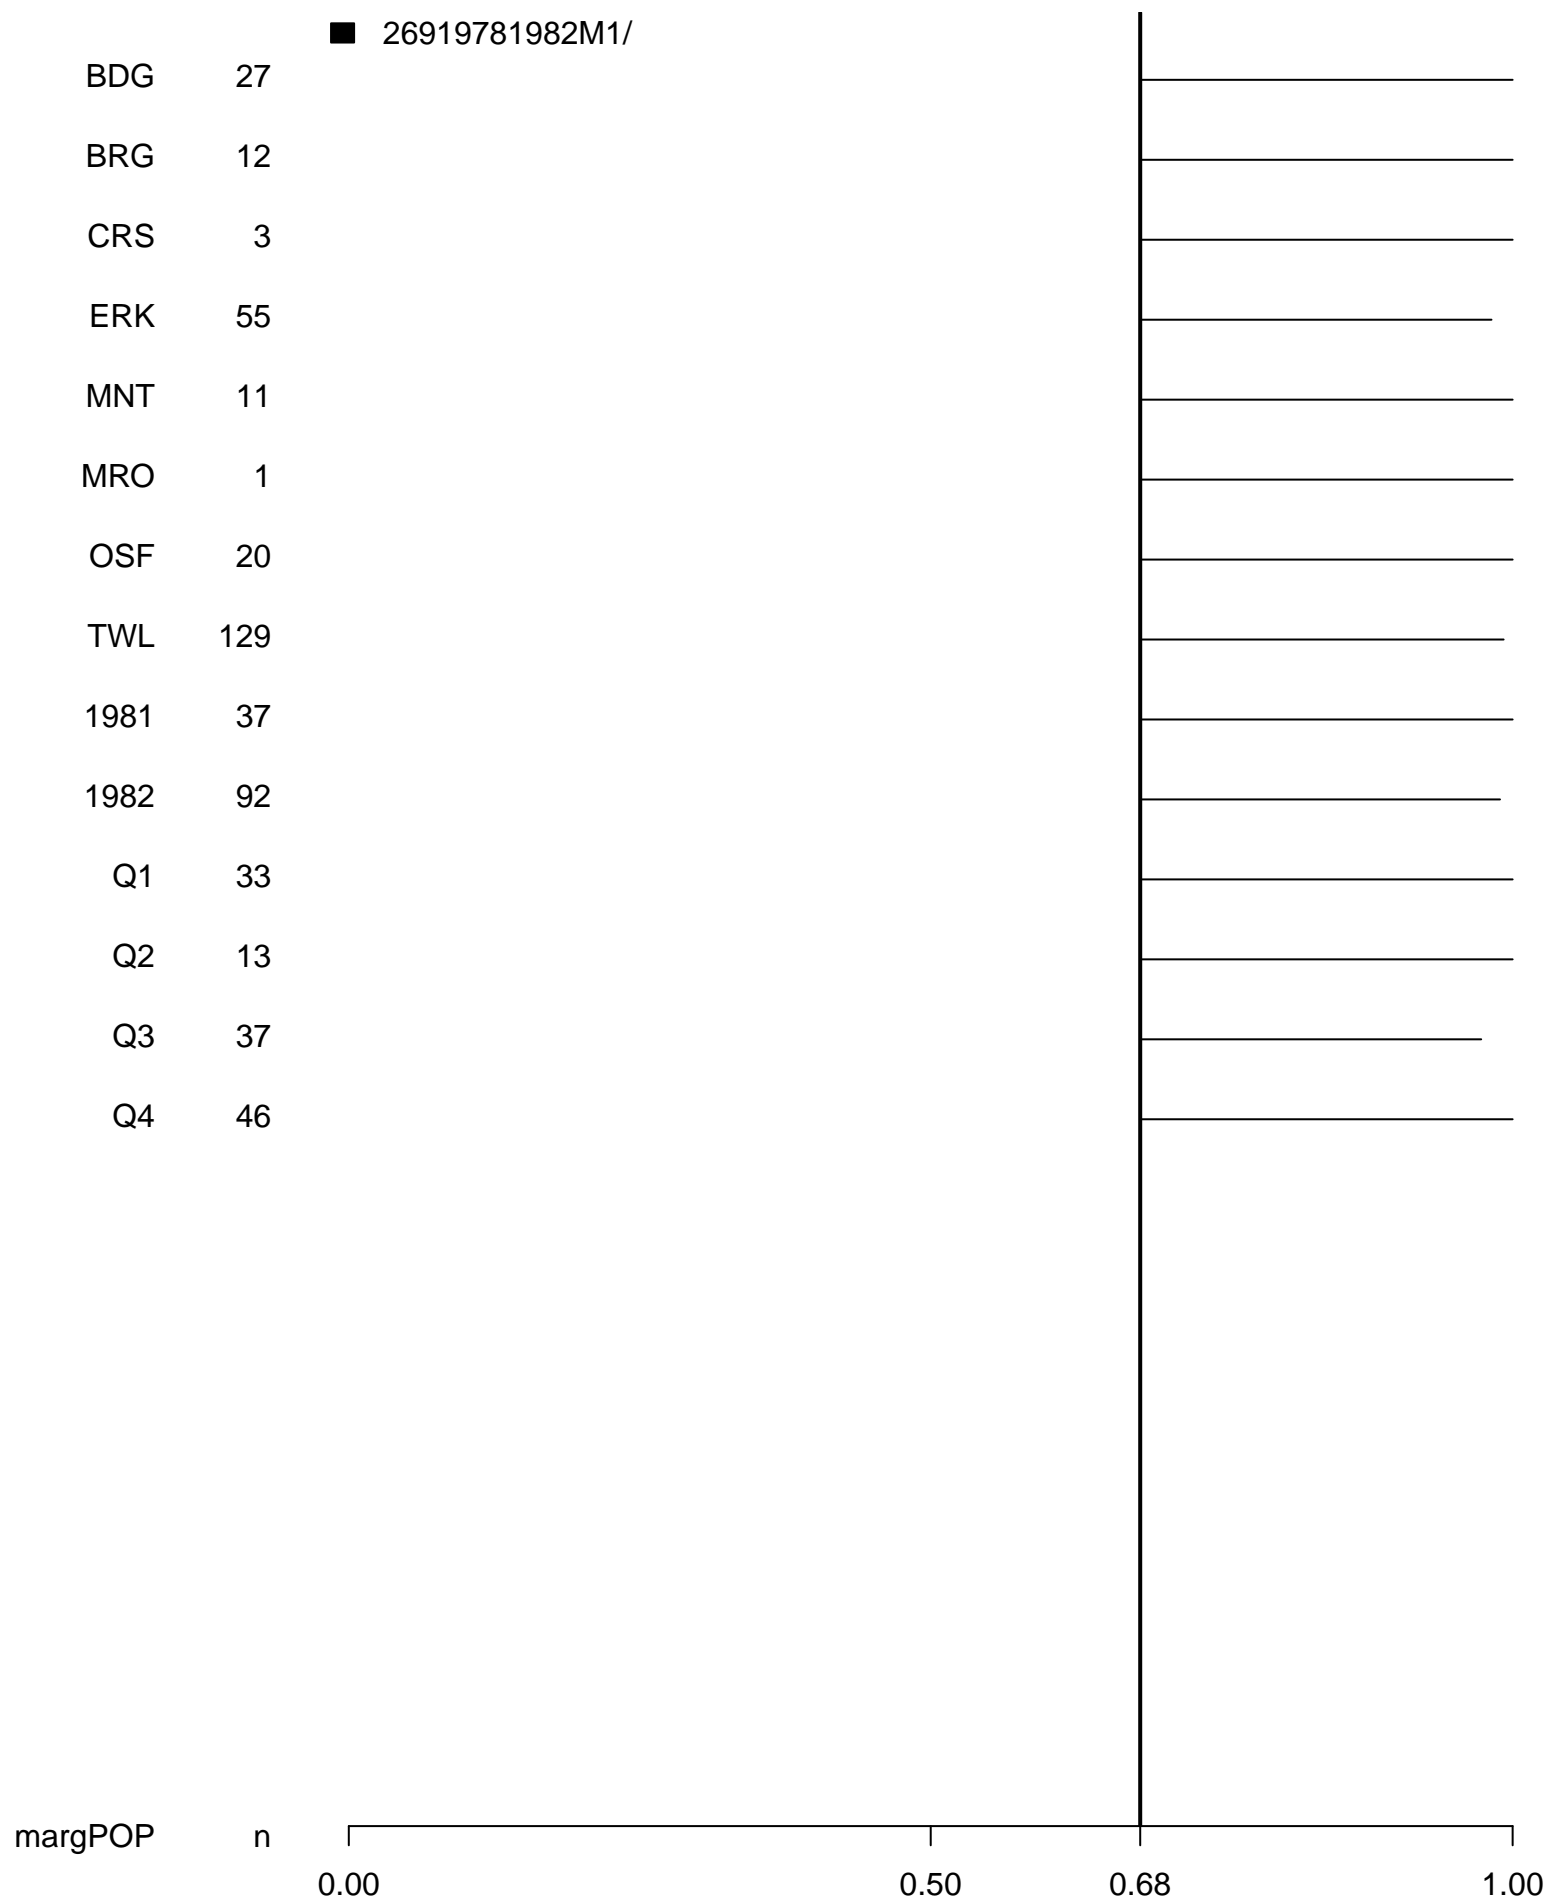 26919781982M1/
BDG 27
BRG 12
CRS 3
ERK 55
MNT 11
MRO 1
OSF 20
TWL 129
1981 37
1982 92
Q1 33
Q2 13
Q3 37
Q4 46
margPOP n
0.00 0.50 0.68 1.00